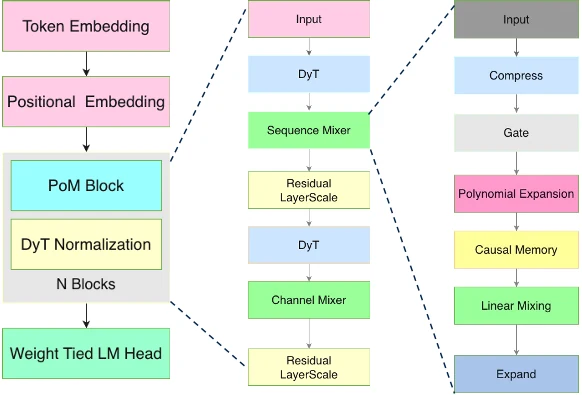 Token Embedding
Positional Embedding
PoM Block
DyT Normalization
N Blocks
Weight Tied LM Head
Input
DyT
Sequence Mixer
Residual
LayerScale
DyT
Channel Mixer
Residual
LayerScale
Input
Compress
Gate
Polynomial Expansion
Causal Memory
Linear Mixing
Expand